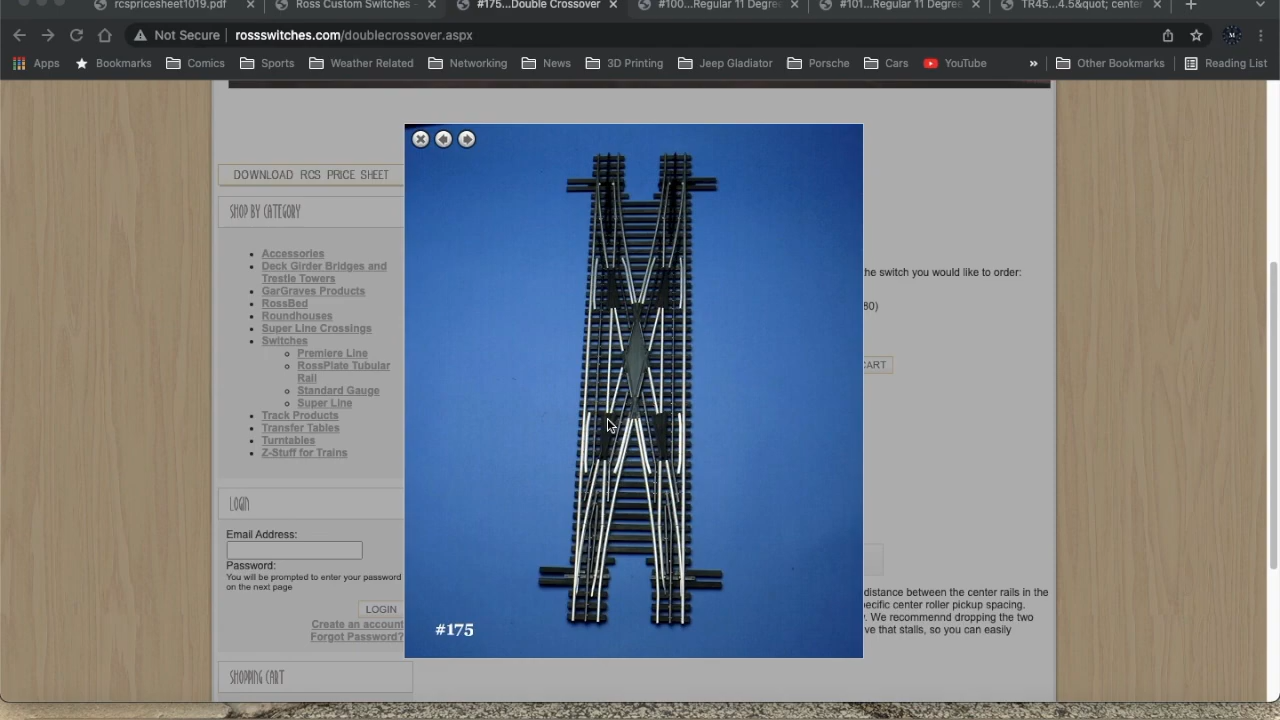 rcspricesheet1019.pdf
Ross Custom Switches -
#175...Double Crossover
#100...Regular 11 Degree
#101...Regular 11 Degree
TR45...4.5&quot; center
Not Secure | rossswitches.com/doublecrossover.aspx
Apps Bookmarks Comics Sports Weather Related Networking News 3D Printing Jeep Gladiator Porsche Cars YouTube » Other Bookmarks Reading List
DOWNLOAD RCS PRICE SHEET
SHOP BY CATEGORY
Accessories
Deck Girder Bridges and
Trestle Towers
GarGraves Products
RossBed
Roundhouses
Super Line Crossings
Switches
Premiere Line
RossPlate Tubular
Rail
Standard Gauge
Super Line
Track Products
Transfer Tables
Turntables
Z-Stuff for Trains
LOGIN
Email Address:
Password:
You will be prompted to enter your password
on the next page
LOGIN
Create an account
Forgot Password?
SHOPPING CART
#175
the switch you would like to order:
80)
CART
distance between the center rails in the
ecific center roller pickup spacing.
. We recommennd dropping the two
ve that stalls, so you can easily